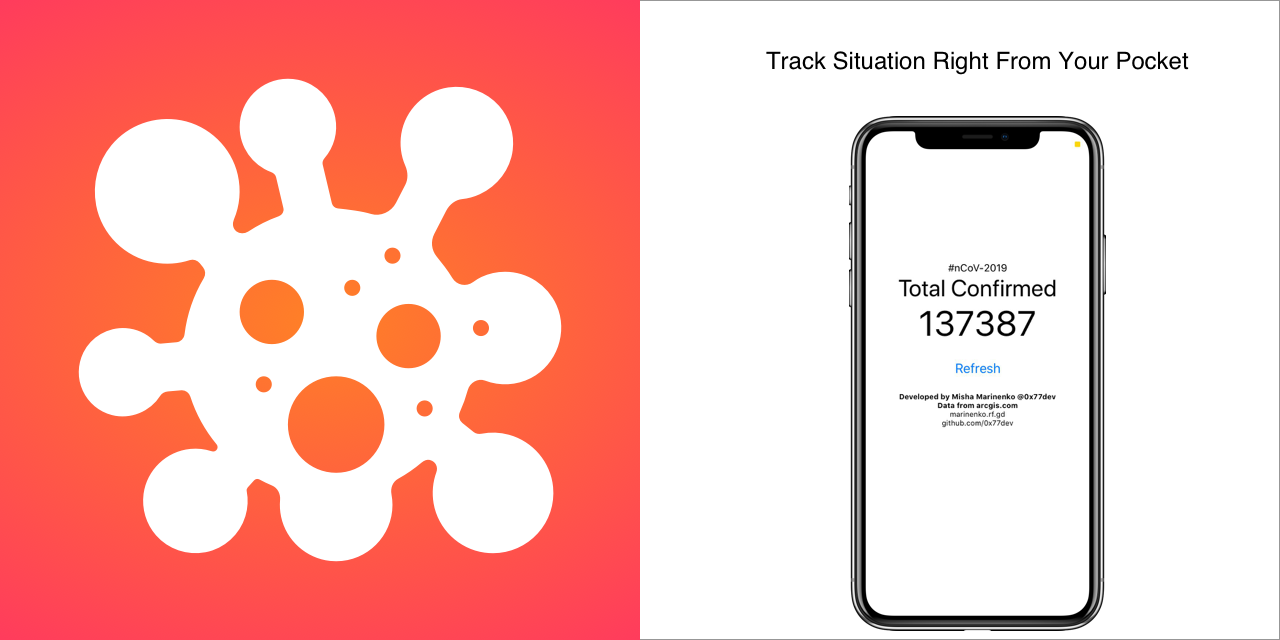 Track Situation Right From Your Pocket
#nCoV-2019
Total Confirmed
137387
Refresh
Developed by Misha Marinenko @0x77dev
Data from arcgis.com
marinenko.rf.gd
github.com/0x77dev